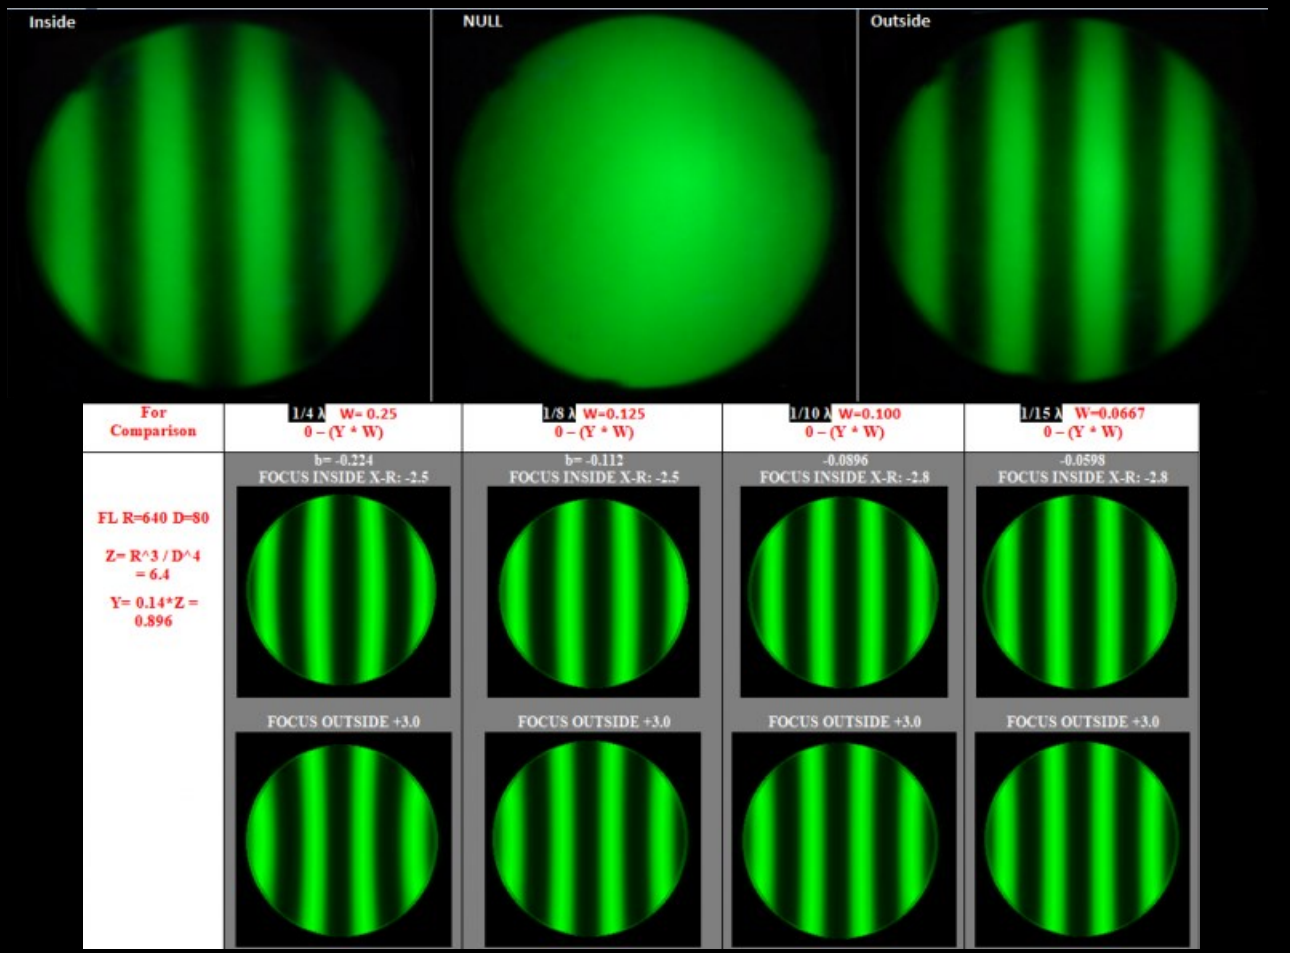 Inside
NULL
Outside
For
Comparison
1/4 λ W= 0.25
0 – (Y * W)
1/8 λ W=0.125
0 – (Y * W)
1/10 λ W=0.100
0 – (Y * W)
1/15 λ W=0.0667
0 – (Y * W)
FL R=640 D=80
Z= R^3 / D^4
= 6.4
Y= 0.14*Z =
0.896
b= -0.224
FOCUS INSIDE X-R: -2.5
b= -0.112
FOCUS INSIDE X-R: -2.5
-0.0896
FOCUS INSIDE X-R: -2.8
-0.0598
FOCUS INSIDE X-R: -2.8
FOCUS OUTSIDE +3.0
FOCUS OUTSIDE +3.0
FOCUS OUTSIDE +3.0
FOCUS OUTSIDE +3.0